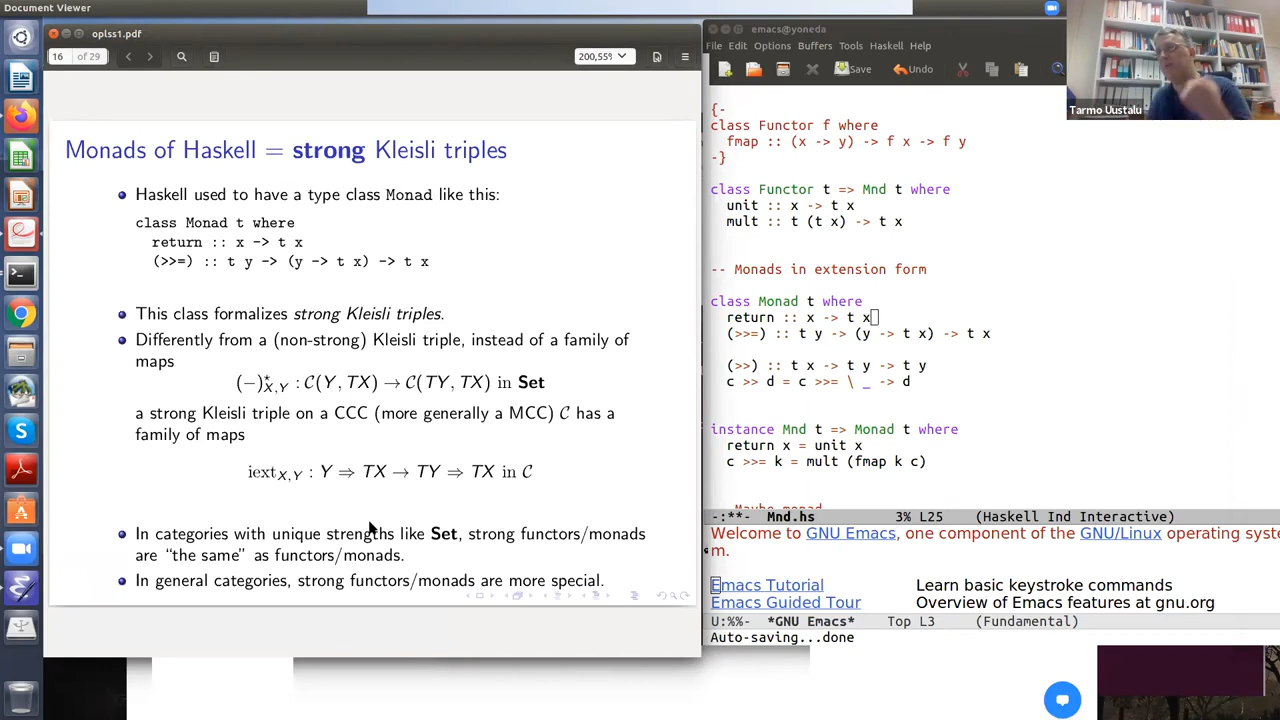 Document Viewer
oplss1.pdf
16 of 29
200,55%
Monads of Haskell = strong Kleisli triples
Haskell used to have a type class Monad like this:
class Monad t where
return :: x -> t x
(>>=) :: t y -> (y -> t x) -> t x
This class formalizes strong Kleisli triples.
Differently from a (non-strong) Kleisli triple, instead of a family of
maps
(−)⋆X,Y : C(Y, TX) → C(TY, TX) in Set
a strong Kleisli triple on a CCC (more generally a MCC) C has a
family of maps
iextX,Y : Y ⇒ TX → TY ⇒ TX in C
In categories with unique strengths like Set, strong functors/monads
are “the same” as functors/monads.
In general categories, strong functors/monads are more special.
emacs@yoneda
File Edit Options Buffers Tools Haskell Help
Save Undo
{-
class Functor f where
fmap :: (x -> y) -> f x -> f y
-}
class Functor t => Mnd t where
unit :: x -> t x
mult :: t (t x) -> t x
-- Monads in extension form
class Monad t where
return :: x -> t x
(>>=) :: t y -> (y -> t x) -> t x
(>>) :: t x -> t y -> t y
c >> d = c >>= \ _ -> d
instance Mnd t => Monad t where
return x = unit x
c >>= k = mult (fmap k c)
-:**- Mnd.hs 3% L25 (Haskell Ind Interactive)
Welcome to GNU Emacs, one component of the GNU/Linux operating syste
m.
Emacs Tutorial Learn basic keystroke commands
Emacs Guided Tour Overview of Emacs features at gnu.org
U:%%- *GNU Emacs* Top L3 (Fundamental)
Auto-saving...done
Tarmo Uustalu